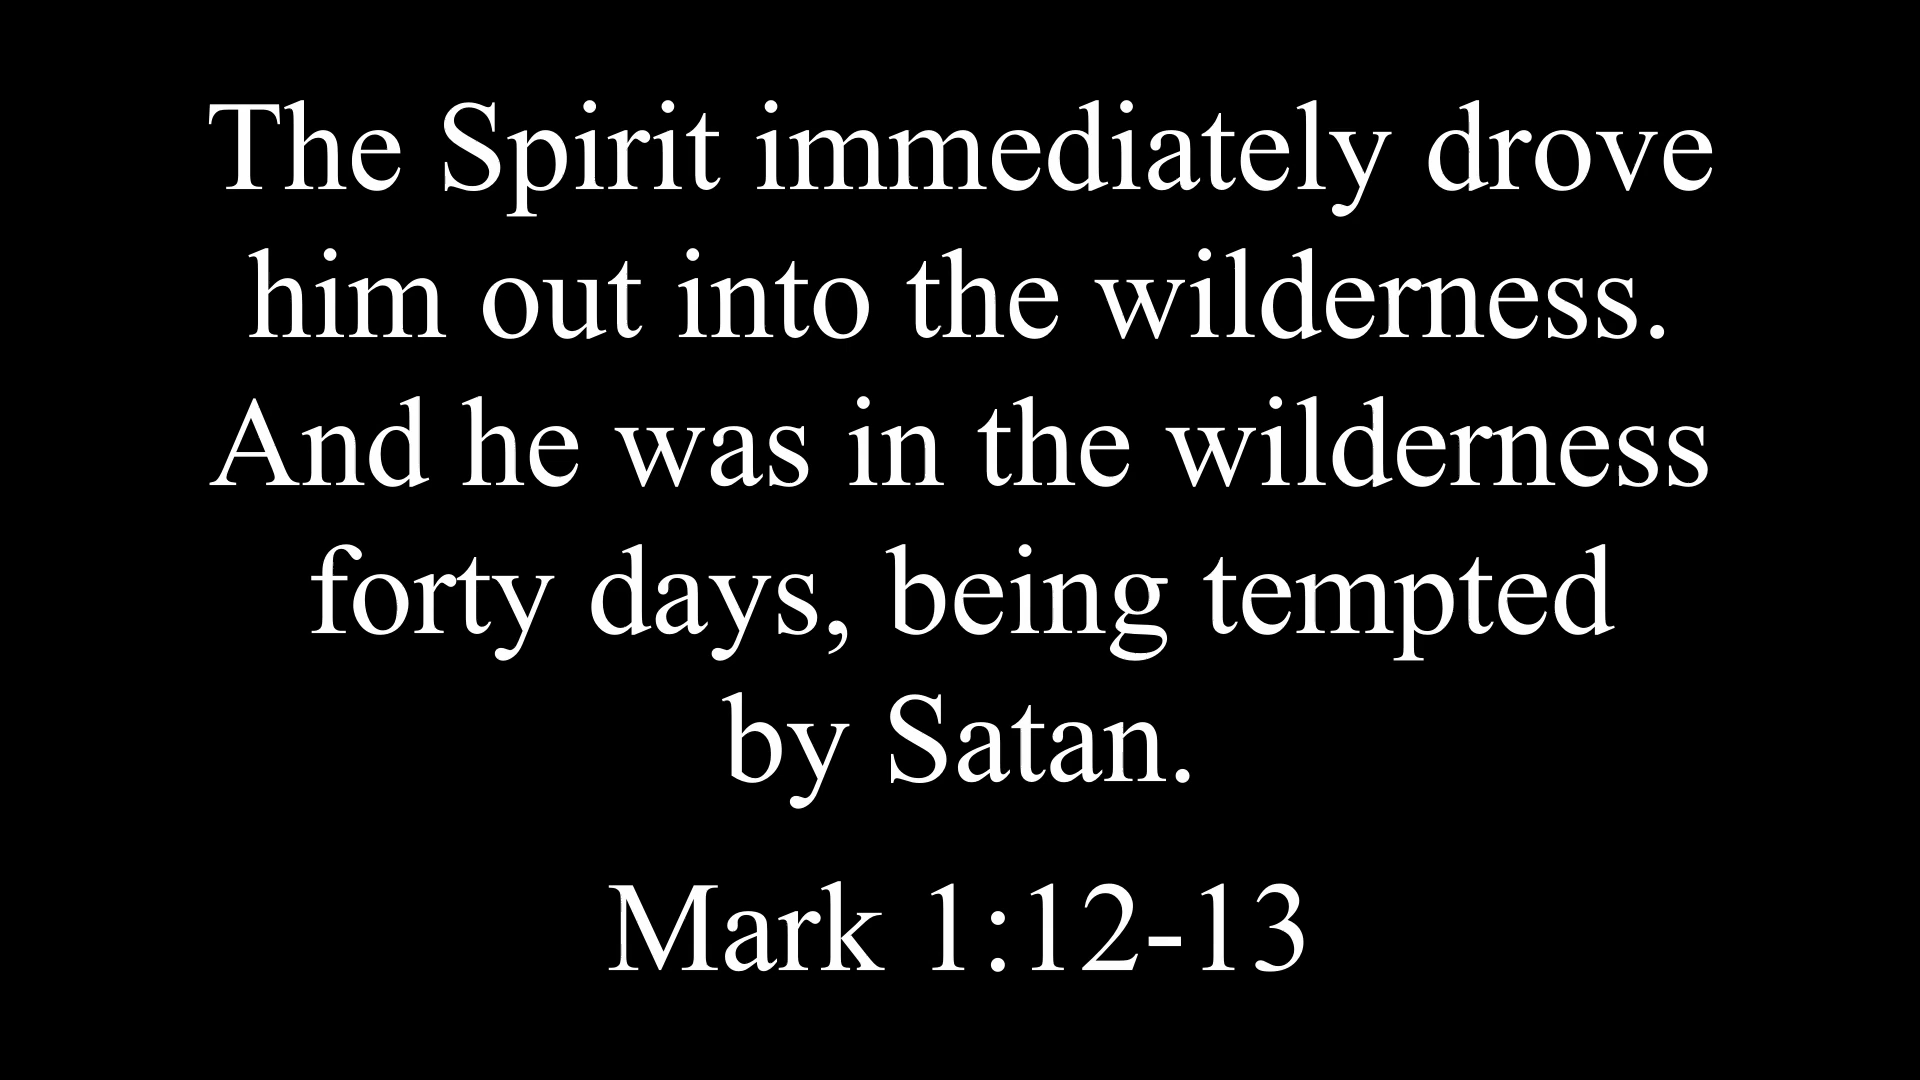 The Spirit immediately drove
him out into the wilderness.
And he was in the wilderness
forty days, being tempted
by Satan.
Mark 1:12-13